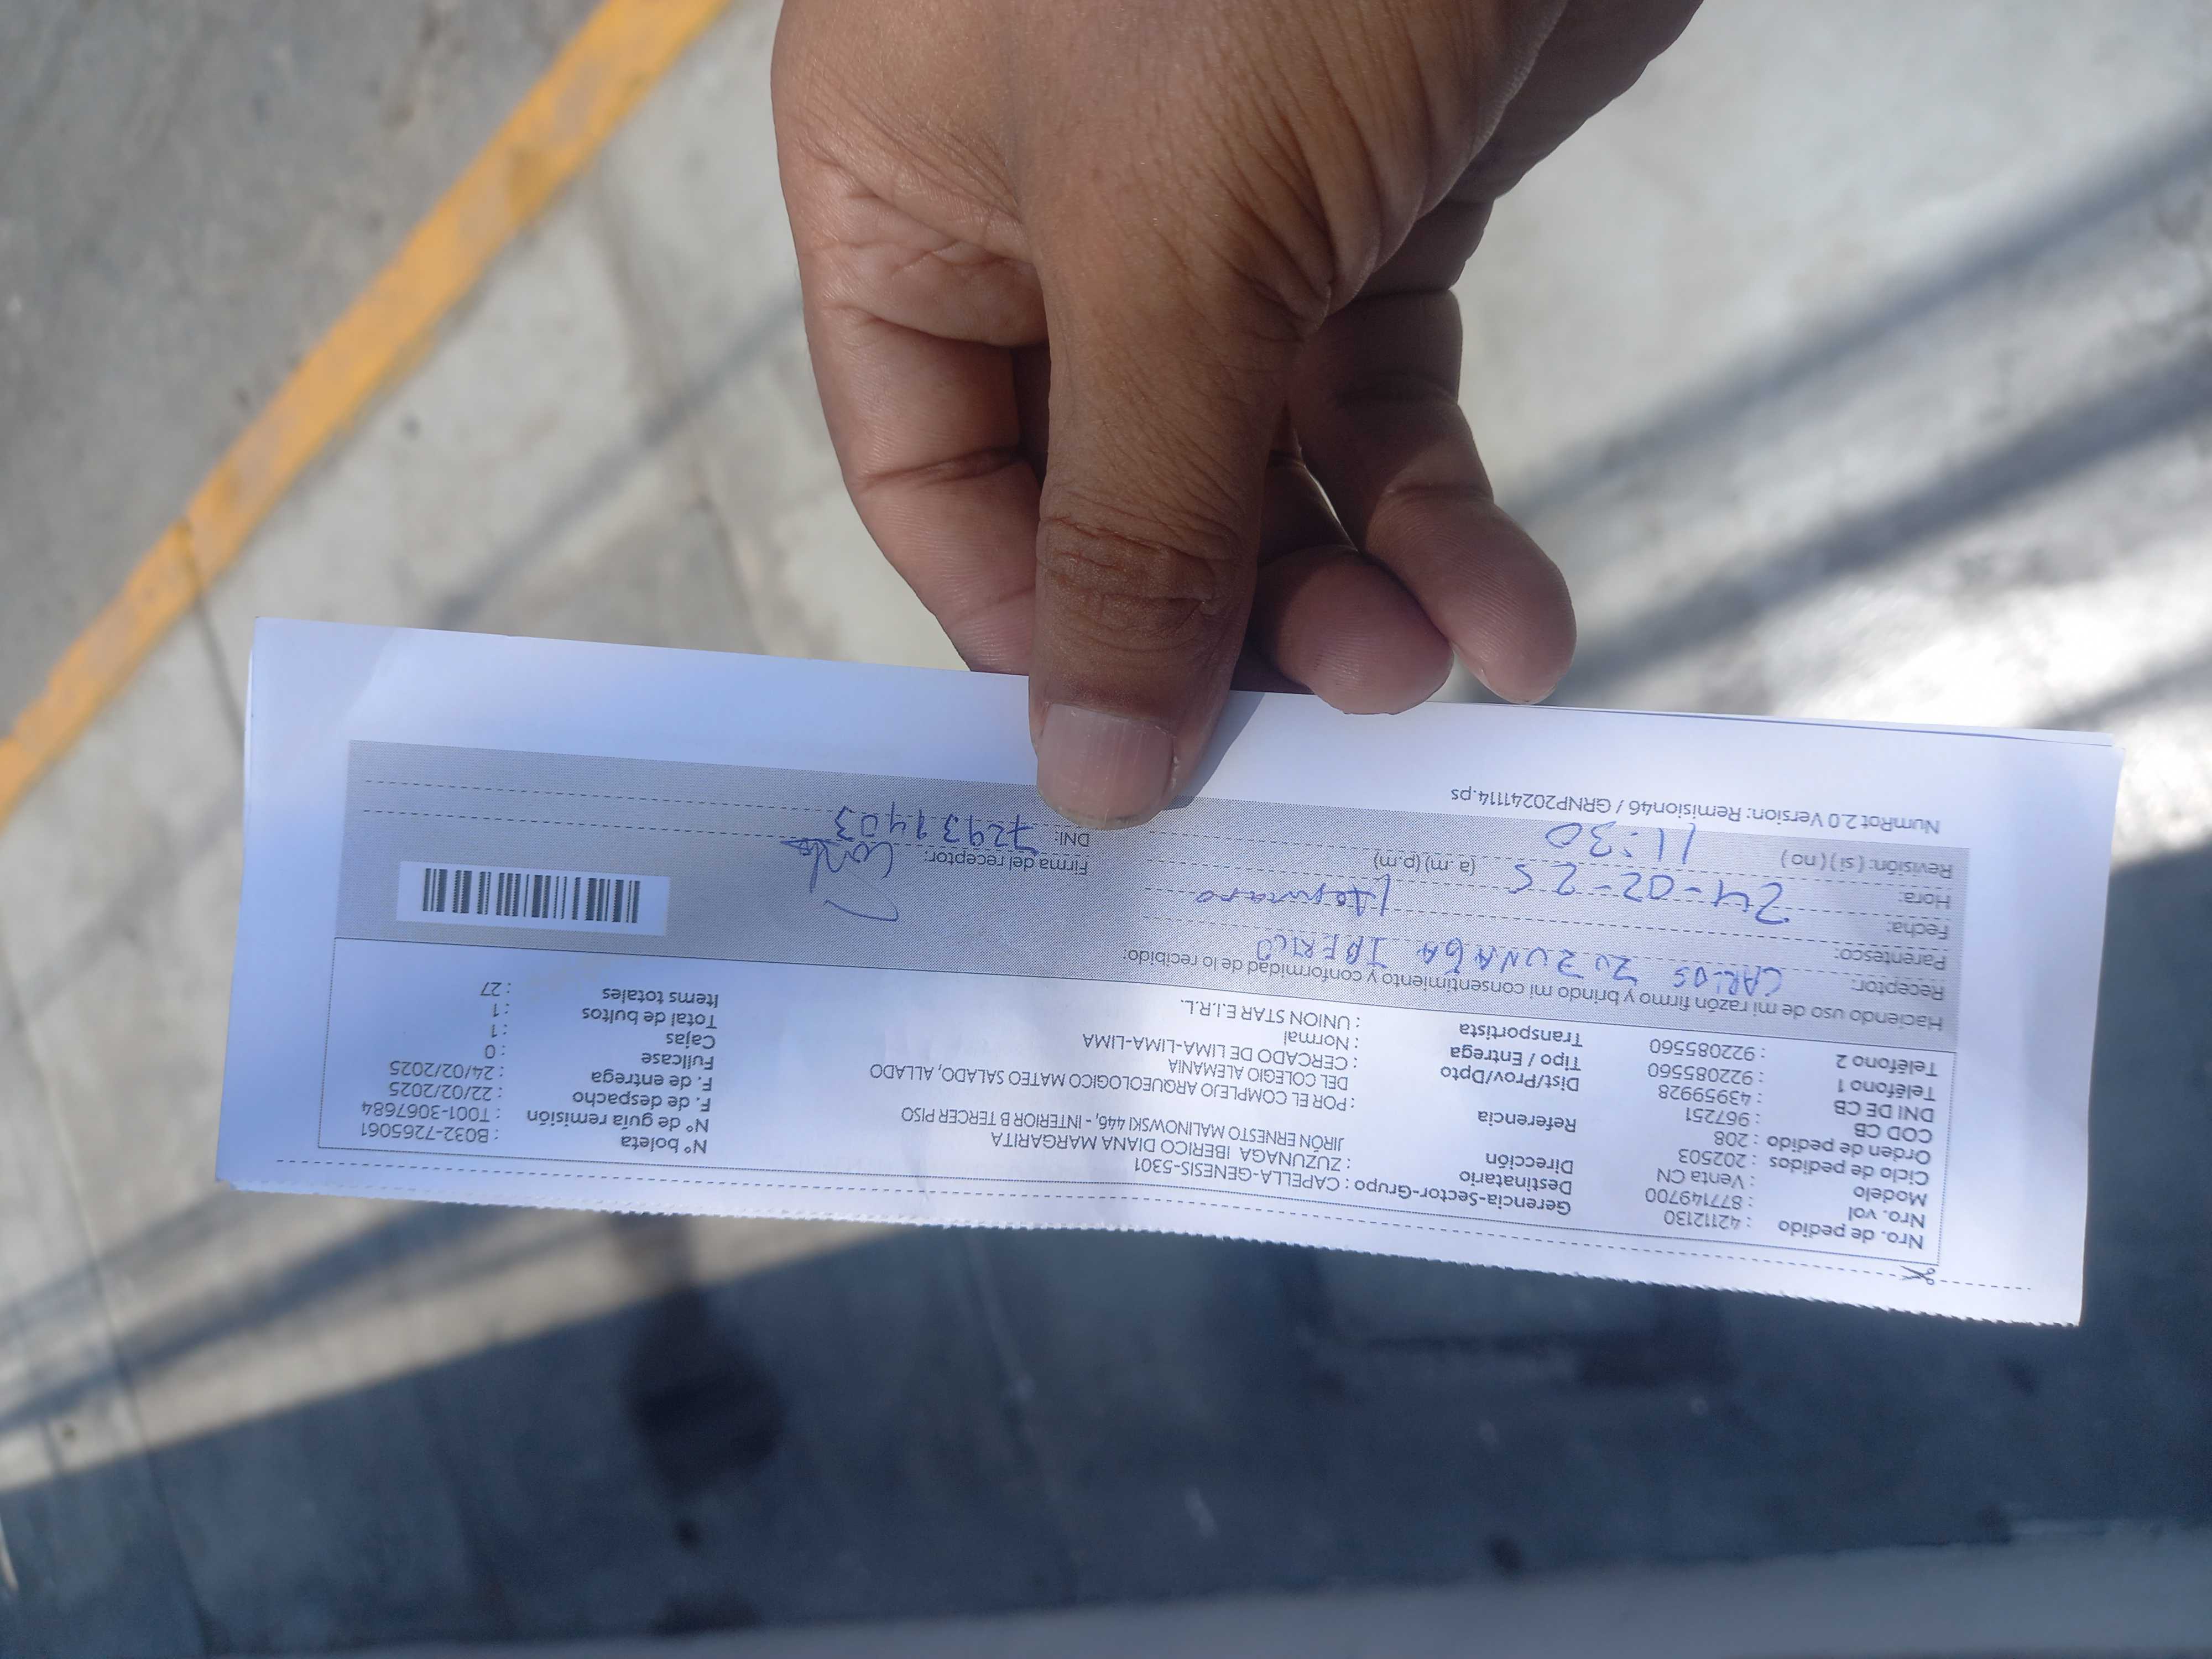 Nro. de pedido : 42112130
Nro. vol : 877149700
Modelo : Venta CN
Ciclo de pedidos : 202503
Orden de pedido : 208
COD CB : 967251
DNI DE CB : 43959928
Teléfono 1 : 922085560
Teléfono 2 : 922085560
Gerencia-Sector-Grupo : CAPELLA-GENESIS-5301
Destinatario : ZUZUNAGA IBERICO DIANA MARGARITA
Dirección JIRÓN ERNESTO MALINOWSKI 446, - INTERIOR B TERCER PISO
Referencia : POR EL COMPLEJO ARQUEOLOGICO MATEO SALADO, ALLADO
DEL COLEGIO ALEMANIA
Dist/Prov/Dpto : CERCADO DE LIMA-LIMA-LIMA
Tipo / Entrega : Normal
Transportista : UNION STAR E.I.R.L.
Nº boleta : B032-7265061
Nº de guía remisión : T001-3067684
F. de despacho : 22/02/2025
F. de entrega : 24/02/2025
Fullcase : 0
Cajas : 1
Total de bultos : 1
Items totales : 27
Haciendo uso de mi razón firmo y brindo mi consentimiento y conformidad de lo recibido:
Receptor: CARLOS ZUZUNAGA IBERICO
Parentesco: Hermano
Fecha: 24-02-25
Hora: 11:30 (a.m) (p.m)
Revisión: ( si ) ( no )
Firma del receptor:
DNI: 72931403
NumRot 2.0 Version: Remision46 / GRNP20241114.ps